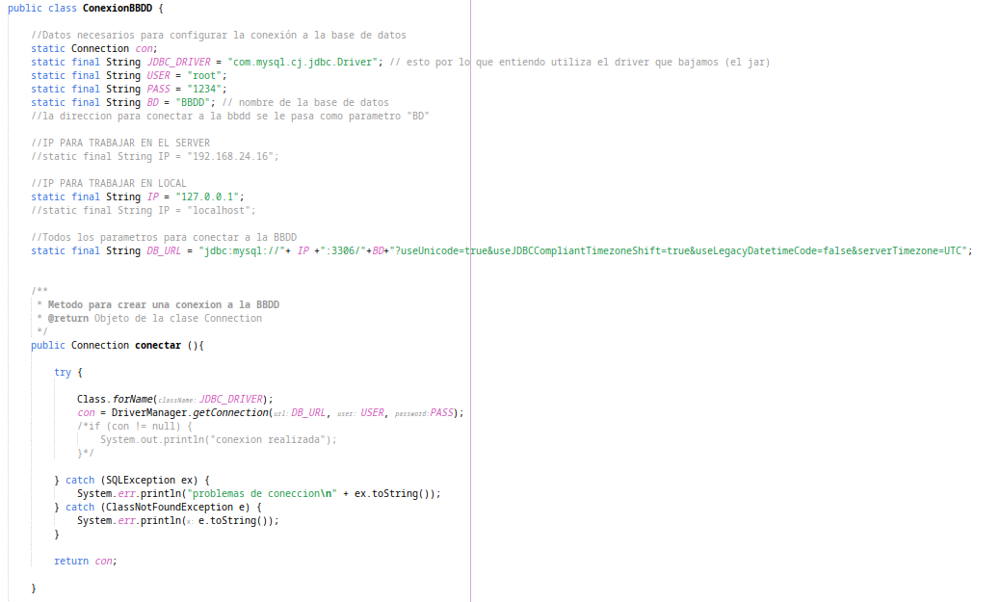 public class ConexionBBDD {
//Datos necesarios para configurar la conexión a la base de datos
static Connection con;
static final String JDBC_DRIVER = "com.mysql.cj.jdbc.Driver"; // esto por lo que entiendo utiliza el driver que bajamos (el jar)
static final String USER = "root";
static final String PASS = "1234";
static final String BD = "BBDD"; // nombre de la base de datos
//la direccion para conectar a la bbdd se le pasa como parametro "BD"
//IP PARA TRABAJAR EN EL SERVER
//static final String IP = "192.168.24.16";
//IP PARA TRABAJAR EN LOCAL
static final String IP = "127.0.0.1";
//static final String IP = "localhost";
//Todos los parametros para conectar a la BBDD
static final String DB_URL = "jdbc:mysql://"+ IP +":3306/"+BD+"?useUnicode=true&useJDBCCompliantTimezoneShift=true&useLegacyDatetimeCode=false&serverTimezone=UTC";
/**
* Metodo para crear una conexion a la BBDD
* @return Objeto de la clase Connection
*/
public Connection conectar (){
try {
Class.forName(className: JDBC_DRIVER);
con = DriverManager.getConnection(url: DB_URL, user: USER, password: PASS);
/*if (con != null) {
System.out.println("conexion realizada");
}*/
} catch (SQLException ex) {
System.err.println("problemas de coneccion\n" + ex.toString());
} catch (ClassNotFoundException e) {
System.err.println(x: e.toString());
}
return con;
}